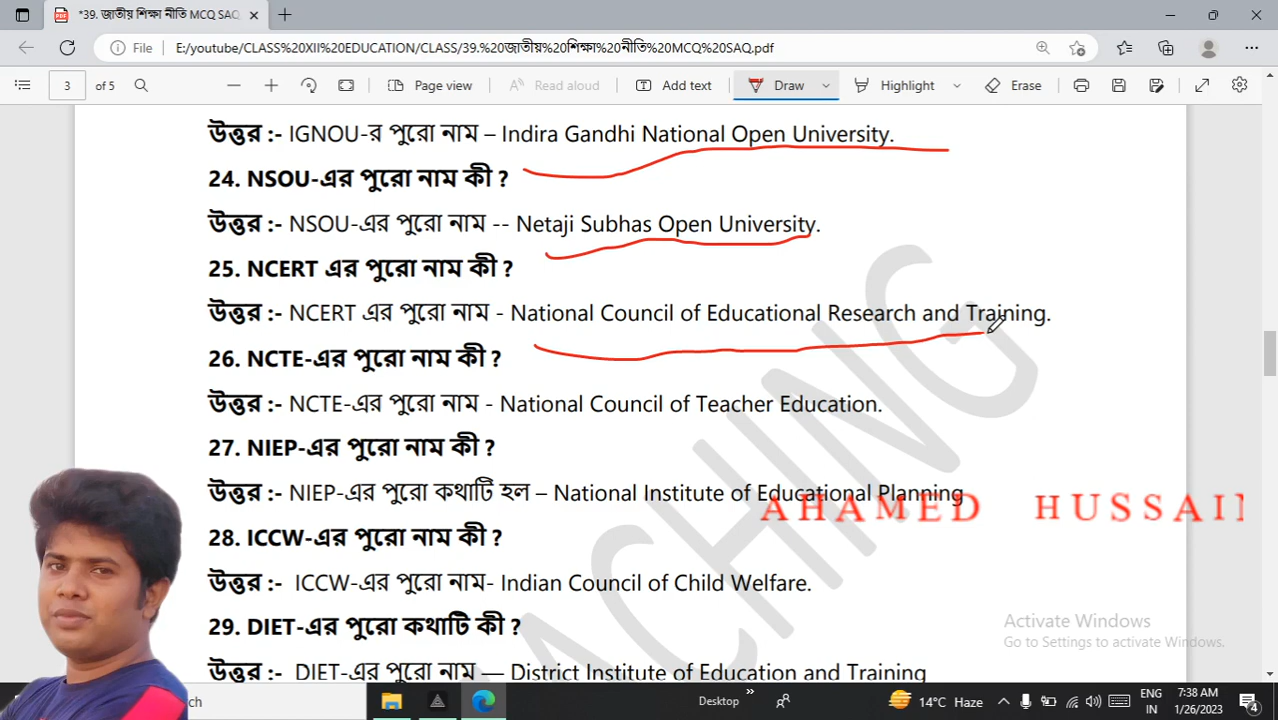 *39. জাতীয় শিক্ষা নীতি MCQ SAQ.
File E:/youtube/CLASS%20XII%20EDUCATION/CLASS/39.%20জাতীয়%20শিক্ষা%20নীতি%20MCQ%20SAQ.pdf
3 of 5 Page view Read aloud Add text Draw Highlight Erase
উত্তর :- IGNOU-র পুরো নাম – Indira Gandhi National Open University.
24. NSOU-এর পুরো নাম কী ?
উত্তর :- NSOU-এর পুরো নাম -- Netaji Subhas Open University.
25. NCERT এর পুরো নাম কী ?
উত্তর :- NCERT এর পুরো নাম - National Council of Educational Research and Training.
26. NCTE-এর পুরো নাম কী ?
উত্তর :- NCTE-এর পুরো নাম - National Council of Teacher Education.
27. NIEP-এর পুরো নাম কী ?
উত্তর :- NIEP-এর পুরো কথাটি হল – National Institute of Educational Planning
AHAMED HUSSAIN
28. ICCW-এর পুরো নাম কী ?
উত্তর :- ICCW-এর পুরো নাম- Indian Council of Child Welfare.
29. DIET-এর পুরো কথাটি কী ?
উত্তর :- DIET-এর পুরো নাম — District Institute of Education and Training
Activate Windows
Go to Settings to activate Windows.
rch Desktop 14°C Haze ENG 7:38 AM
IN 1/26/2023 4